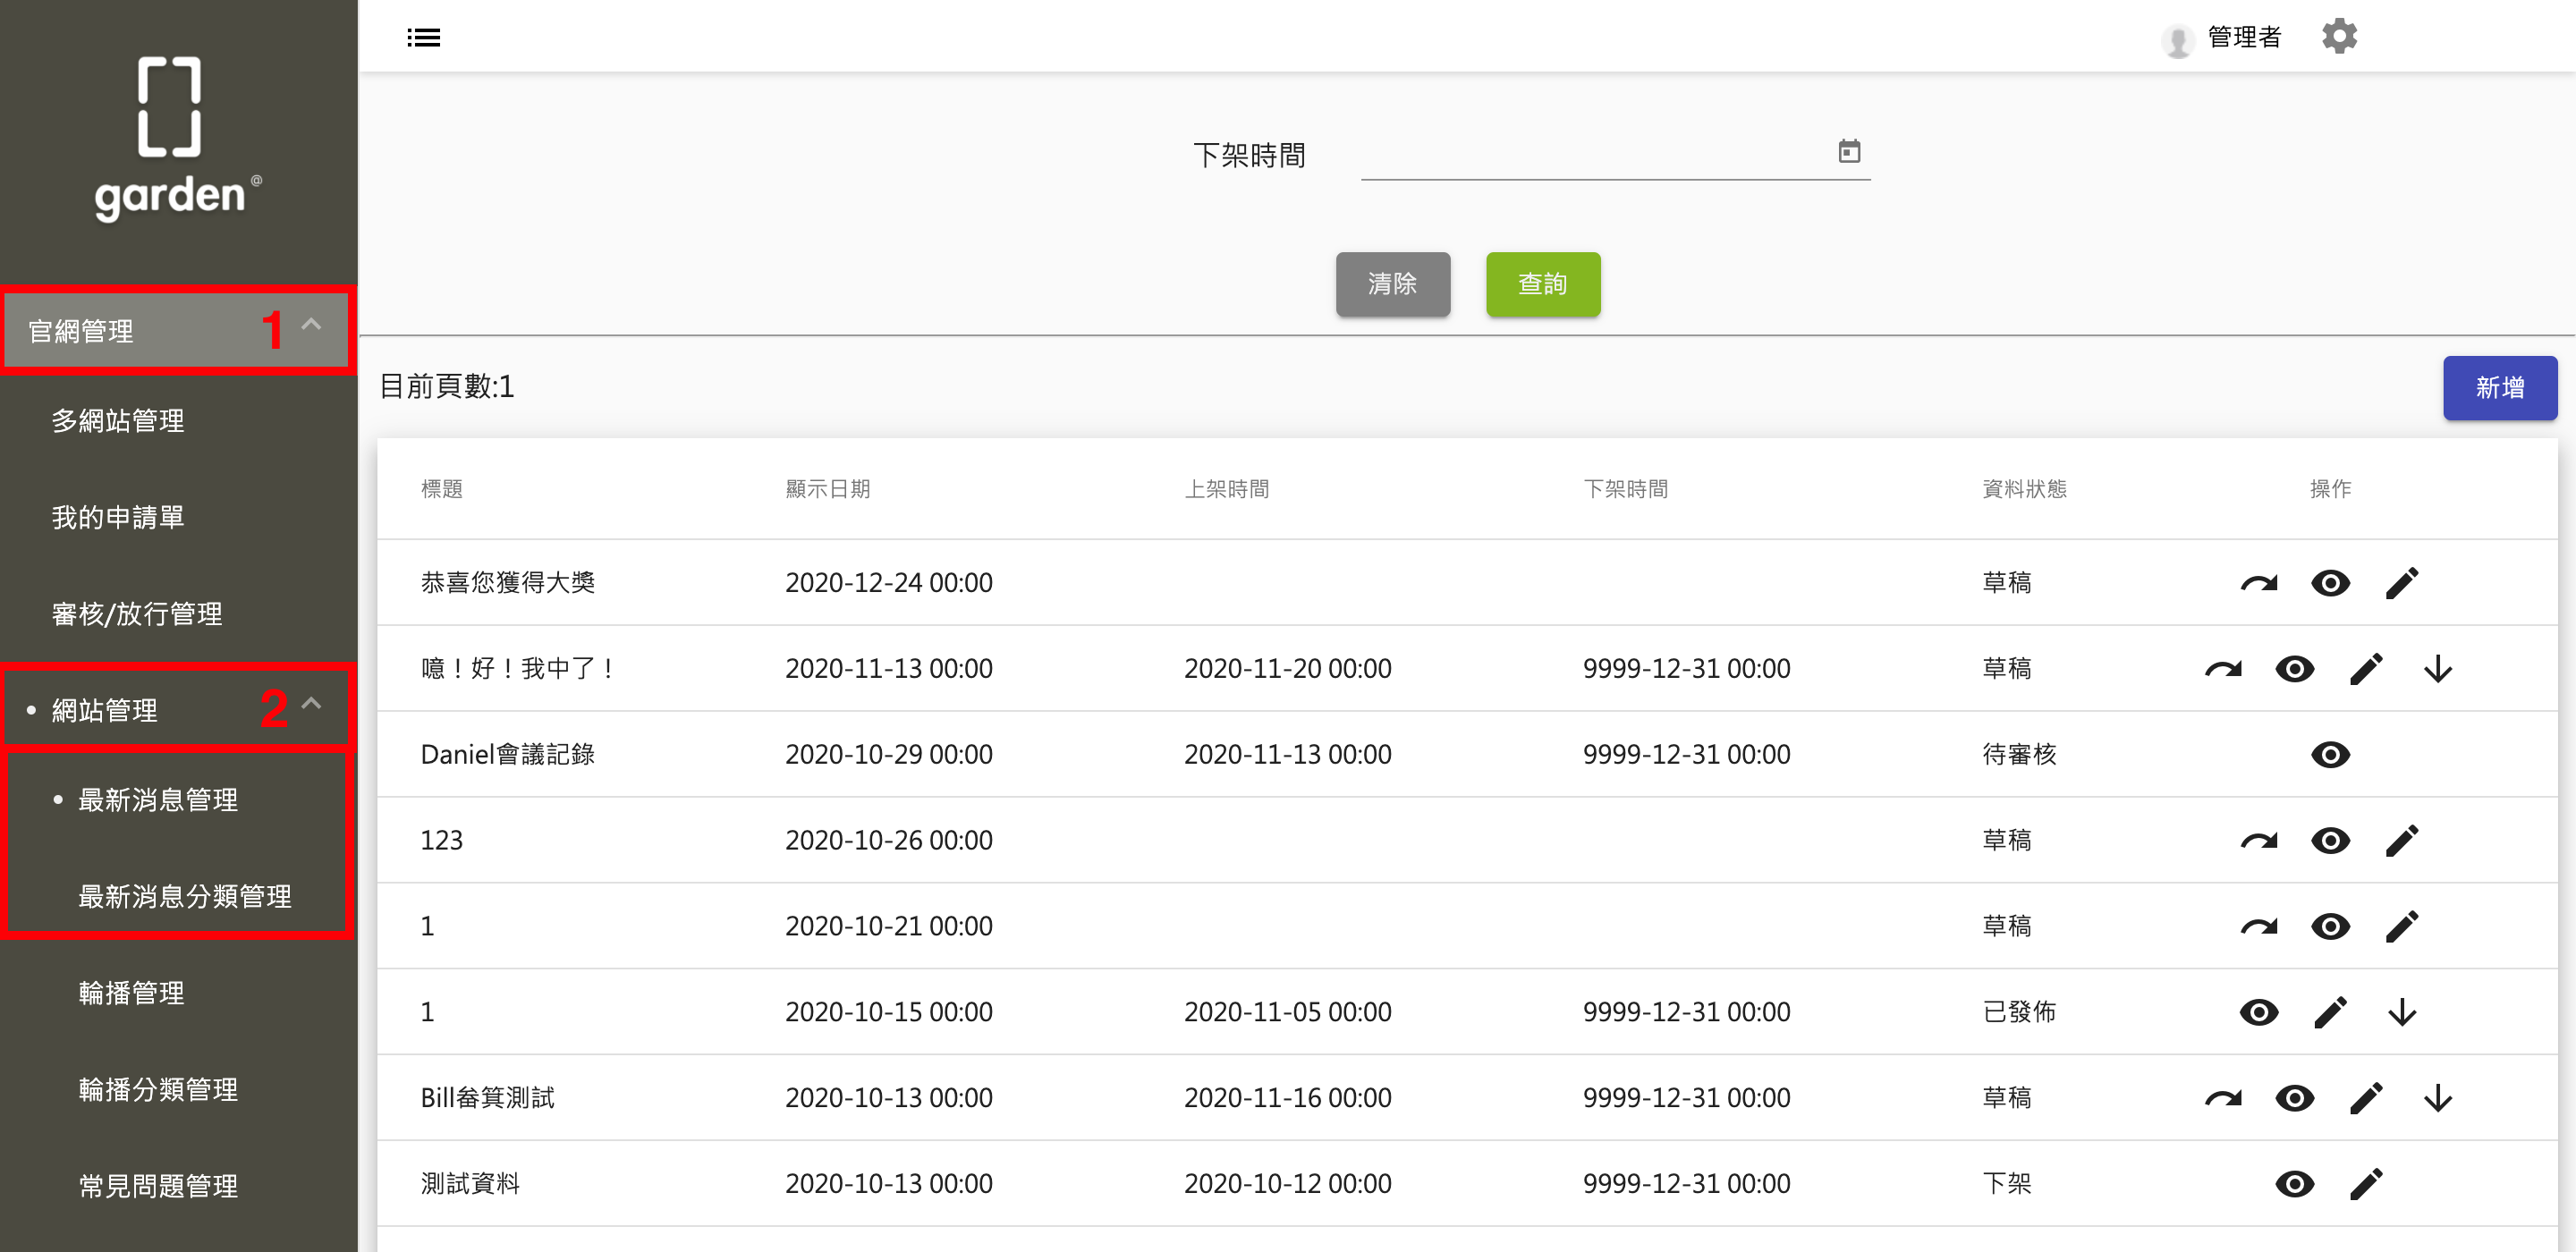 garden @
官網管理 1
多網站管理
我的申請單
審核/放行管理
• 網站管理 2
• 最新消息管理
最新消息分類管理
輪播管理
輪播分類管理
常見問題管理
管理者
下架時間
清除 查詢
目前頁數:1 新增
標題 顯示日期 上架時間 下架時間 資料狀態 操作
恭喜您獲得大獎 2020-12-24 00:00 草稿
噫！好！我中了！ 2020-11-13 00:00 2020-11-20 00:00 9999-12-31 00:00 草稿
Daniel會議記錄 2020-10-29 00:00 2020-11-13 00:00 9999-12-31 00:00 待審核
123 2020-10-26 00:00 草稿
1 2020-10-21 00:00 草稿
1 2020-10-15 00:00 2020-11-05 00:00 9999-12-31 00:00 已發佈
Bill畚箕測試 2020-10-13 00:00 2020-11-16 00:00 9999-12-31 00:00 草稿
測試資料 2020-10-13 00:00 2020-10-12 00:00 9999-12-31 00:00 下架